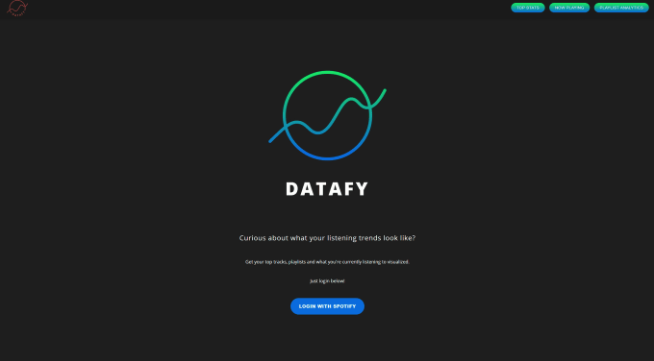 TOP STATS
NOW PLAYING
PLAYLIST ANALYTICS
DATAFY
Curious about what your listening trends look like?
Get your top tracks, playlists and what you're currently listening to visualized.
Just login below!
LOGIN WITH SPOTIFY